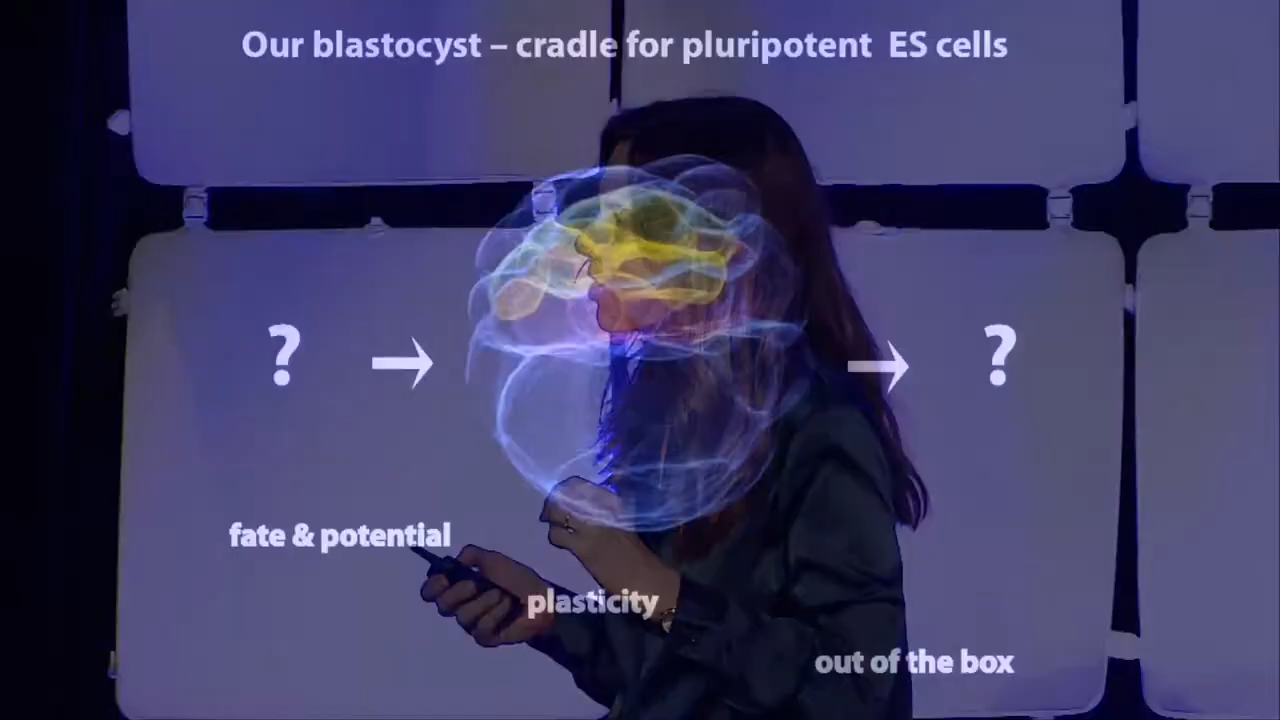 Our blastocyst – cradle for pluripotent ES cells
? → → ?
fate & potential
plasticity
out of the box